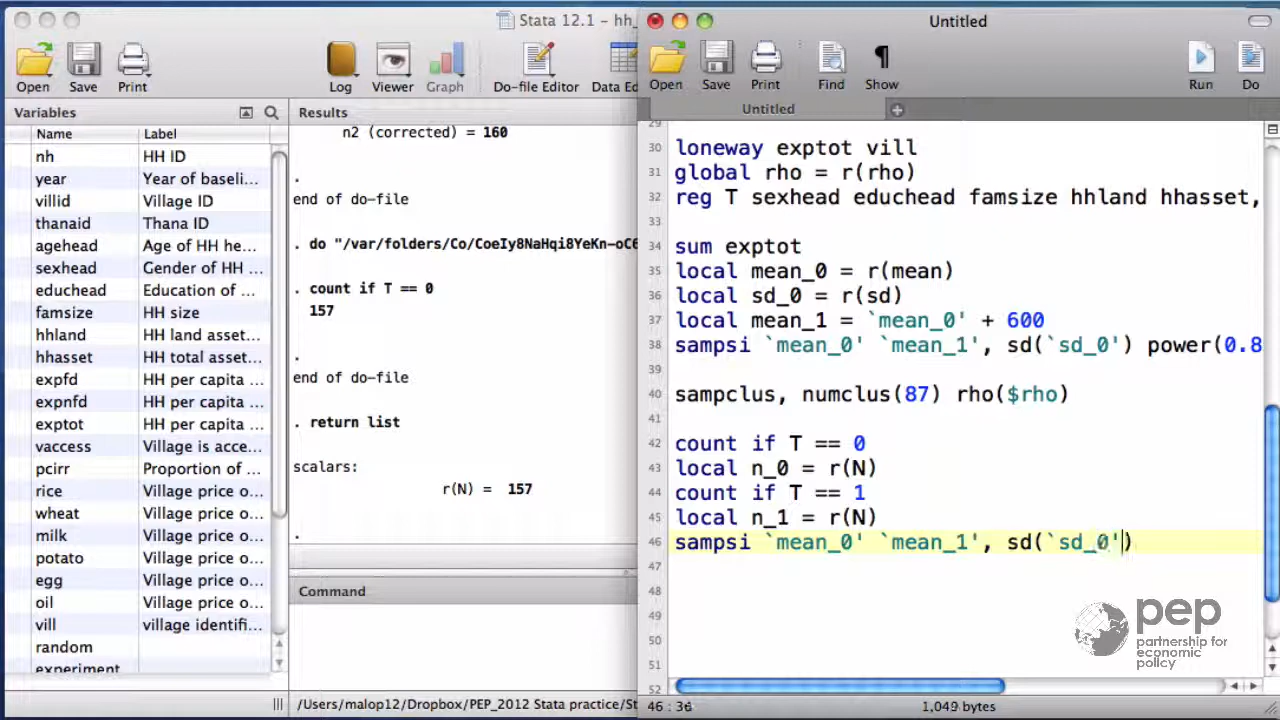 Stata 12.1 – hh_
Open
Save
Print
Log
Viewer
Graph
Do-file Editor
Data Ed
Variables
Name Label
nh HH ID
year Year of baseli...
villid Village ID
thanaid Thana ID
agehead Age of HH he...
sexhead Gender of HH
educhead Education of ...
famsize HH size
hhland HH land asset...
hhasset HH total asset...
expfd HH per capita ...
expnfd HH per capita ...
exptot HH per capita ...
vaccess Village is acce...
pcirr Proportion of ...
rice Village price o...
wheat Village price o...
milk Village price o...
potato Village price o...
egg Village price o...
oil Village price o...
vill village identifi...
random
experiment
Results
n2 (corrected) = 160
.
end of do-file
. do "/var/folders/Co/CoeIy8NaHqi8YeKn-oC6
. count if T == 0
157
.
end of do-file
. return list
scalars:
r(N) = 157
.
Command
/Users/malop12/Dropbox/PEP_2012 Stata practice/St
Untitled
Open
Save
Print
Find
¶
Show
Run
Do
Untitled
29
30 loneway exptot vill
31 global rho = r(rho)
32 reg T sexhead educhead famsize hhland hhasset,
33
34 sum exptot
35 local mean_0 = r(mean)
36 local sd_0 = r(sd)
37 local mean_1 = `mean_0' + 600
38 sampsi `mean_0' `mean_1', sd(`sd_0') power(0.8
39
40 sampclus, numclus(87) rho($rho)
41
42 count if T == 0
43 local n_0 = r(N)
44 count if T == 1
45 local n_1 = r(N)
46 sampsi `mean_0' `mean_1', sd(`sd_0')
47
48
49
50
51
52
46 : 36
1,049 bytes
pep
partnership for
economic
policy